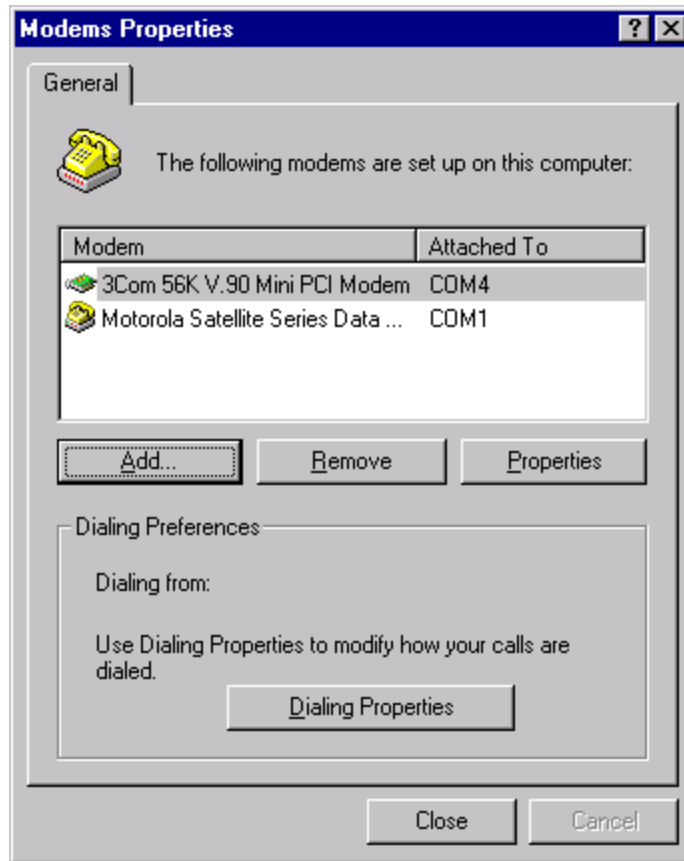 Modems Properties
General
The following modems are set up on this computer:
Modem Attached To
3Com 56K V.90 Mini PCI Modem COM4
Motorola Satellite Series Data ... COM1
Add... Remove Properties
Dialing Preferences
Dialing from:
Use Dialing Properties to modify how your calls are
dialed.
Dialing Properties
Close Cancel